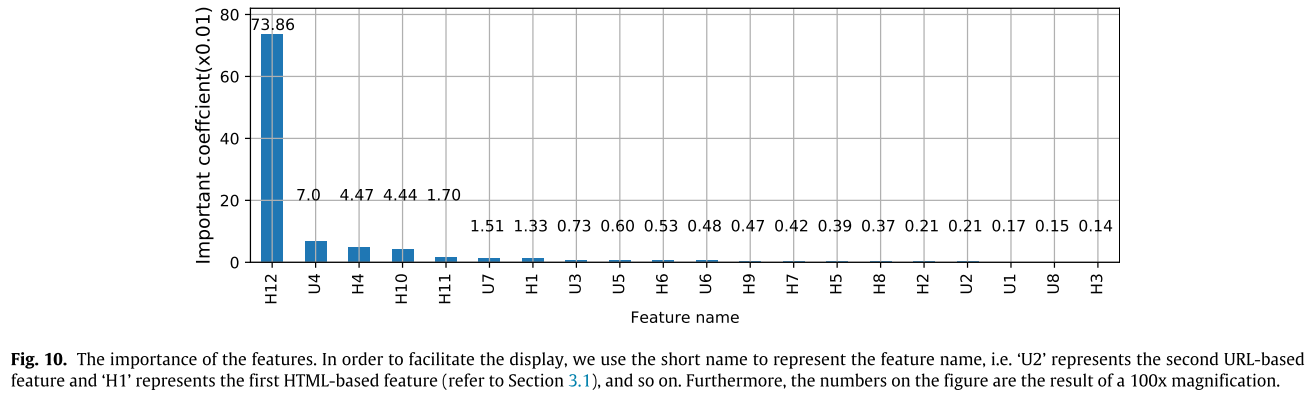 Important coeffcient(x0.01)
80
60
40
20
0
73.86
7.0 4.47 4.44 1.70
1.51 1.33 0.73 0.60 0.53 0.48 0.47 0.42 0.39 0.37 0.21 0.21 0.17 0.15 0.14
H12 U4 H4 H10 H11 U7 H1 U3 U5 H6 U6 H9 H7 H5 H8 H2 U2 U1 U8 H3
Feature name
Fig. 10. The importance of the features. In order to facilitate the display, we use the short name to represent the feature name, i.e. ‘U2’ represents the second URL-based
feature and ‘H1’ represents the first HTML-based feature (refer to Section 3.1), and so on. Furthermore, the numbers on the figure are the result of a 100x magnification.